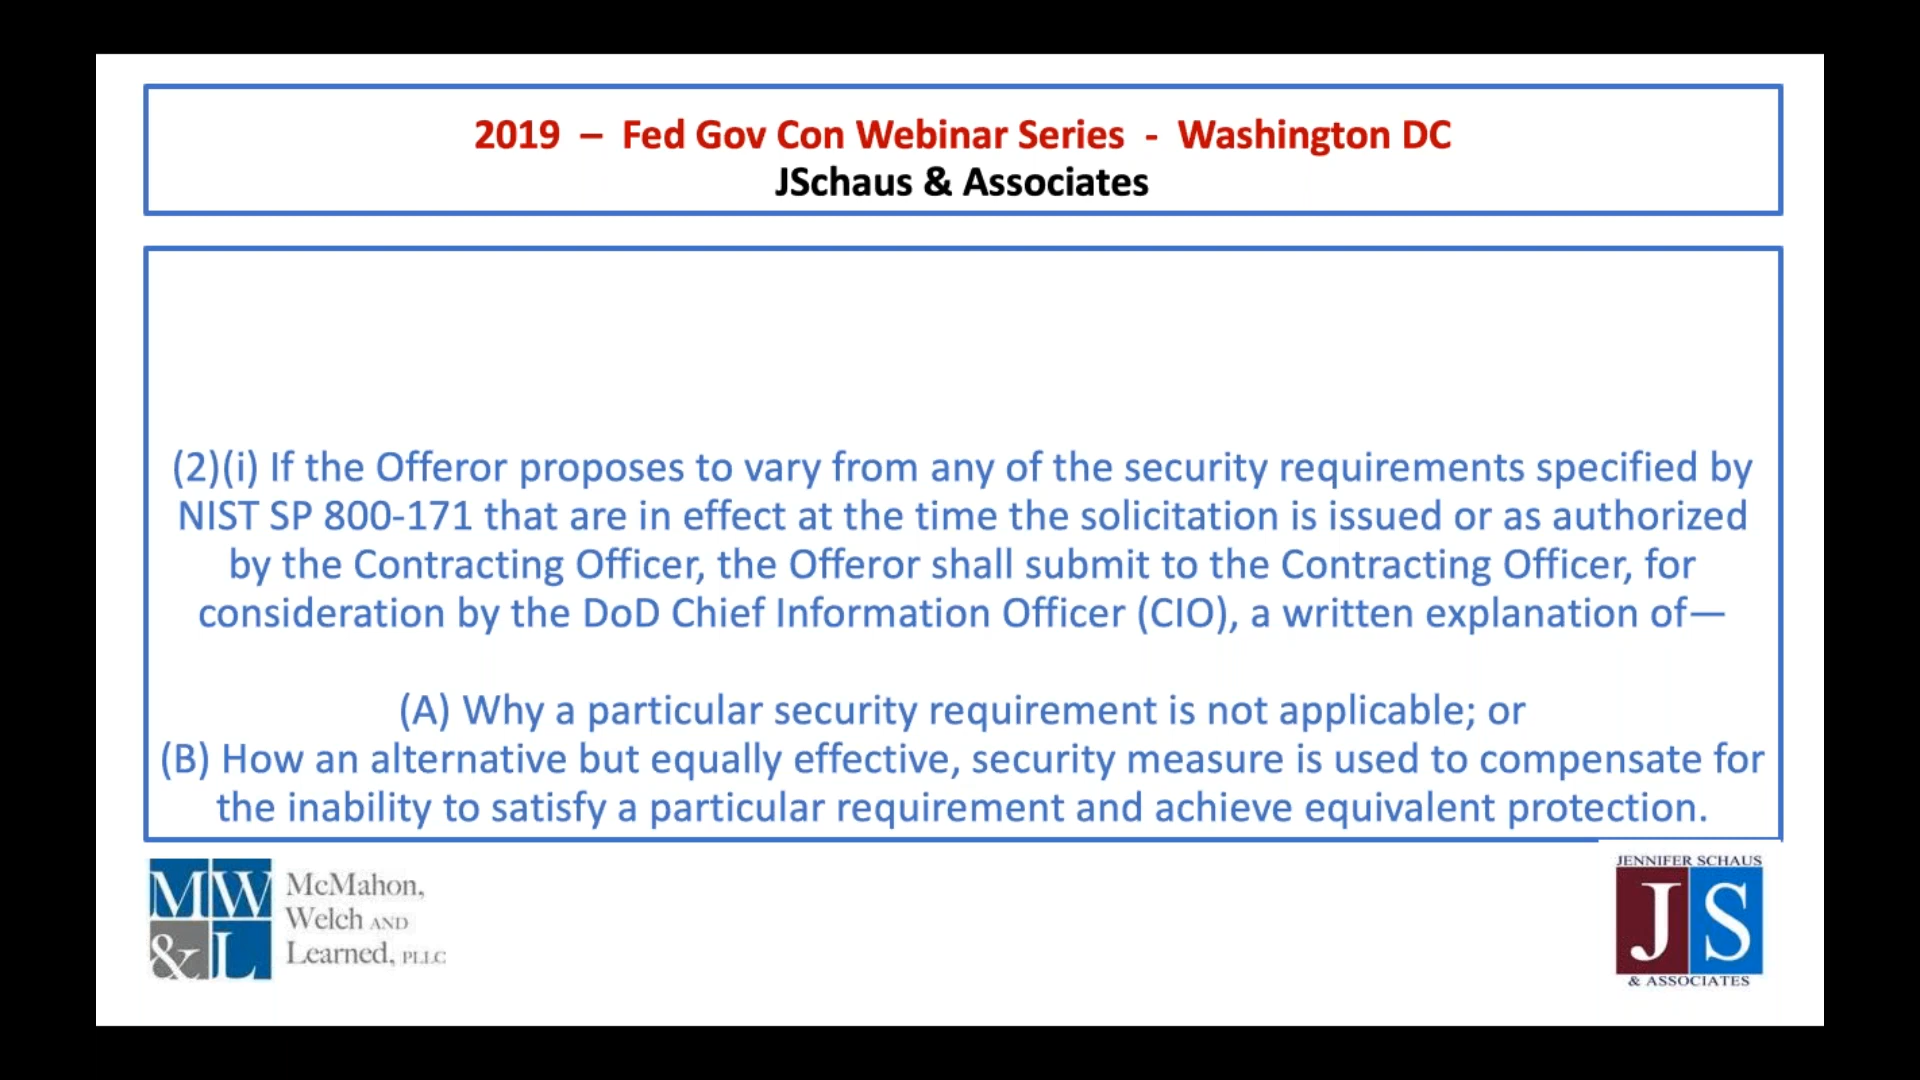 2019 – Fed Gov Con Webinar Series - Washington DC
JSchaus & Associates
(2)(i) If the Offeror proposes to vary from any of the security requirements specified by
NIST SP 800-171 that are in effect at the time the solicitation is issued or as authorized
by the Contracting Officer, the Offeror shall submit to the Contracting Officer, for
consideration by the DoD Chief Information Officer (CIO), a written explanation of—
(A) Why a particular security requirement is not applicable; or
(B) How an alternative but equally effective, security measure is used to compensate for
the inability to satisfy a particular requirement and achieve equivalent protection.
MW
&L
McMahon,
Welch AND
Learned, PLLC
JENNIFER SCHAUS
JS
& ASSOCIATES